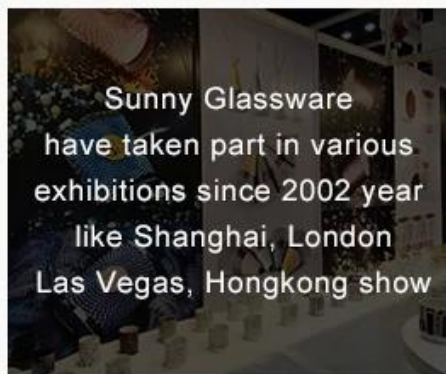 Sunny Glassware
have taken part in various
exhibitions since 2002 year
like Shanghai, London
Las Vegas, Hongkong show